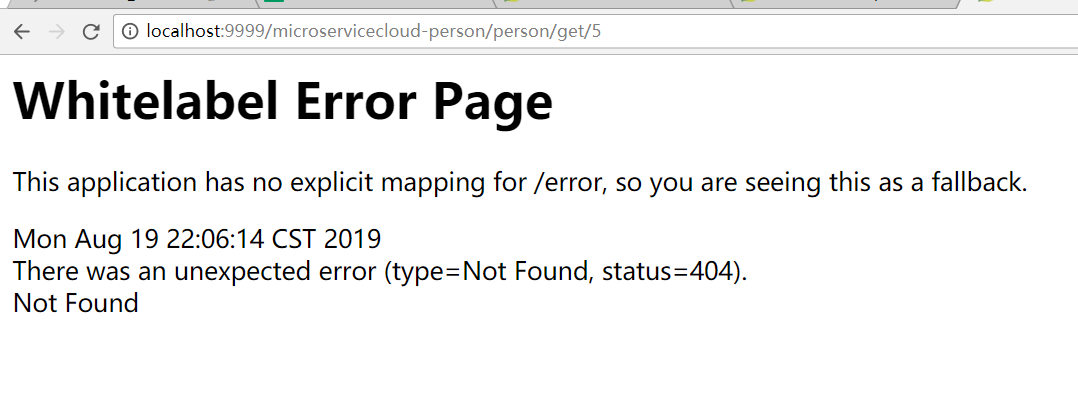 localhost:9999/microservicecloud-person/person/get/5
Whitelabel Error Page
This application has no explicit mapping for /error, so you are seeing this as a fallback.
Mon Aug 19 22:06:14 CST 2019
There was an unexpected error (type=Not Found, status=404).
Not Found